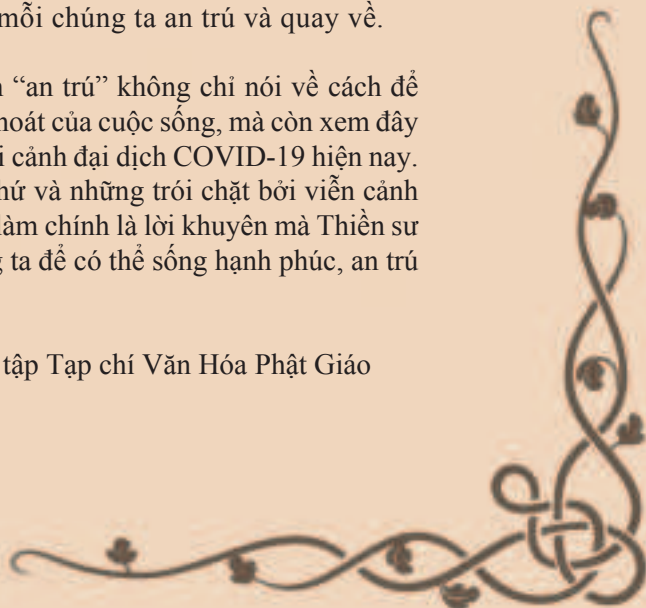 mỗi chúng ta an trú và quay về.
“an trú” không chỉ nói về cách để
hoát của cuộc sống, mà còn xem đây
i cảnh đại dịch COVID-19 hiện nay.
hứ và những trói chặt bởi viễn cảnh
làm chính là lời khuyên mà Thiền sư
g ta để có thể sống hạnh phúc, an trú
tập Tạp chí Văn Hóa Phật Giáo